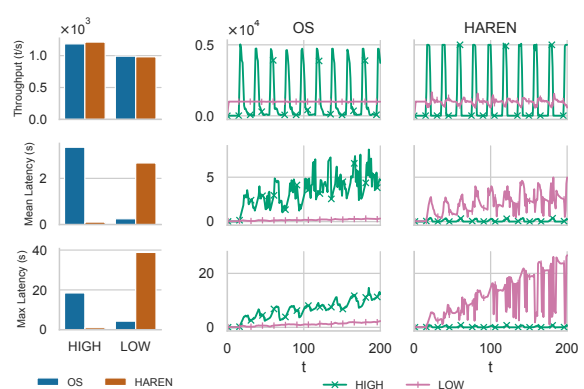 ×10³
Throughput (t/s)
1.0
0.5
0.0
OS
×10⁴
0.5
0.0
HAREN
Mean Latency (s)
2
0
5
0
Max Latency (s)
40
20
0
HIGH LOW
20
0
0 100 200
t
0 100 200
t
OS HAREN
HIGH LOW